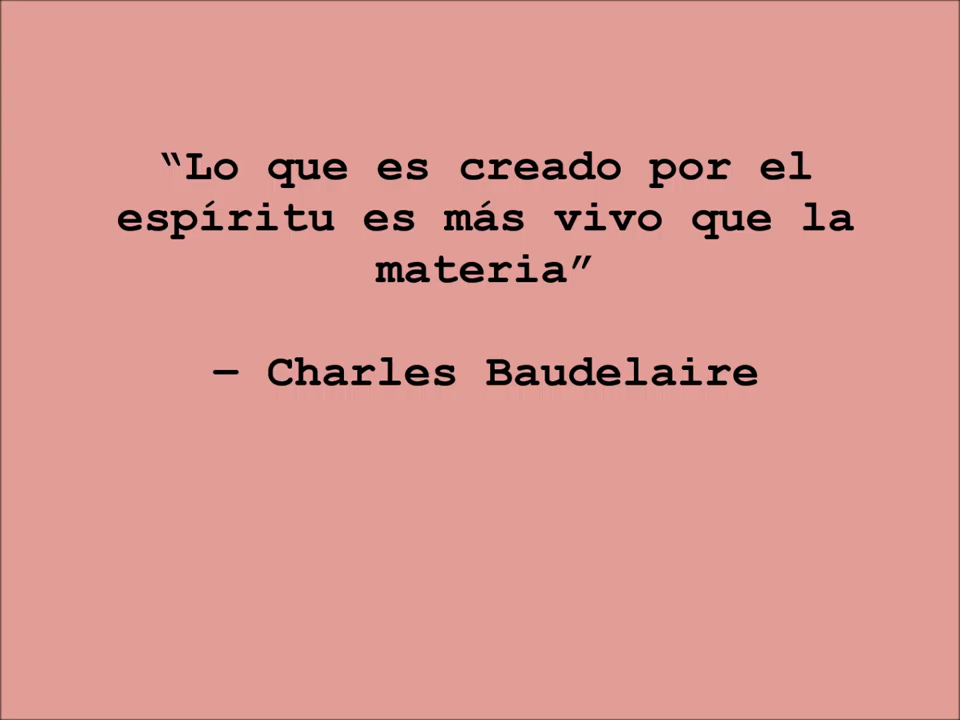 “Lo que es creado por el
espíritu es más vivo que la
materia”
— Charles Baudelaire